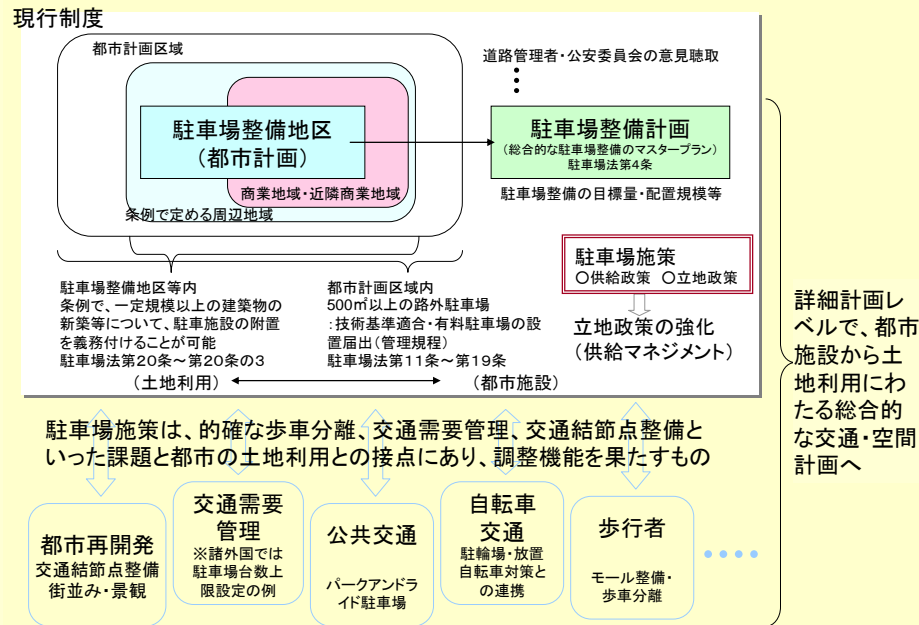 現行制度
都市計画区域
道路管理者・公安委員会の意見聴取
駐車場整備地区
(都市計画)
駐車場整備計画
(総合的な駐車場整備のマスタープラン)
駐車場法第4条
商業地域・近隣商業地域
駐車場整備の目標量・配置規模等
条例で定める周辺地域
駐車場施策
○供給政策 ○立地政策
駐車場整備地区等内
条例で、一定規模以上の建築物の
新築等について、駐車施設の附置
を義務付けることが可能
駐車場法第20条~第20条の3
(土地利用)
都市計画区域内
500㎡以上の路外駐車場
:技術基準適合・有料駐車場の設
置届出(管理規程)
駐車場法第11条~第19条
(都市施設)
立地政策の強化
(供給マネジメント)
詳細計画レ
ベルで、都市
施設から土
地利用にわ
たる総合的
な交通・空間
計画へ
駐車場施策は、的確な歩車分離、交通需要管理、交通結節点整備と
いった課題と都市の土地利用との接点にあり、調整機能を果たすもの
都市再開発
交通結節点整備
街並み・景観
交通需要
管理
※諸外国では
駐車場台数上
限設定の例
公共交通
パークアンドラ
イド駐車場
自転車
交通
駐輪場・放置
自転車対策と
の連携
歩行者
モール整備・
歩車分離